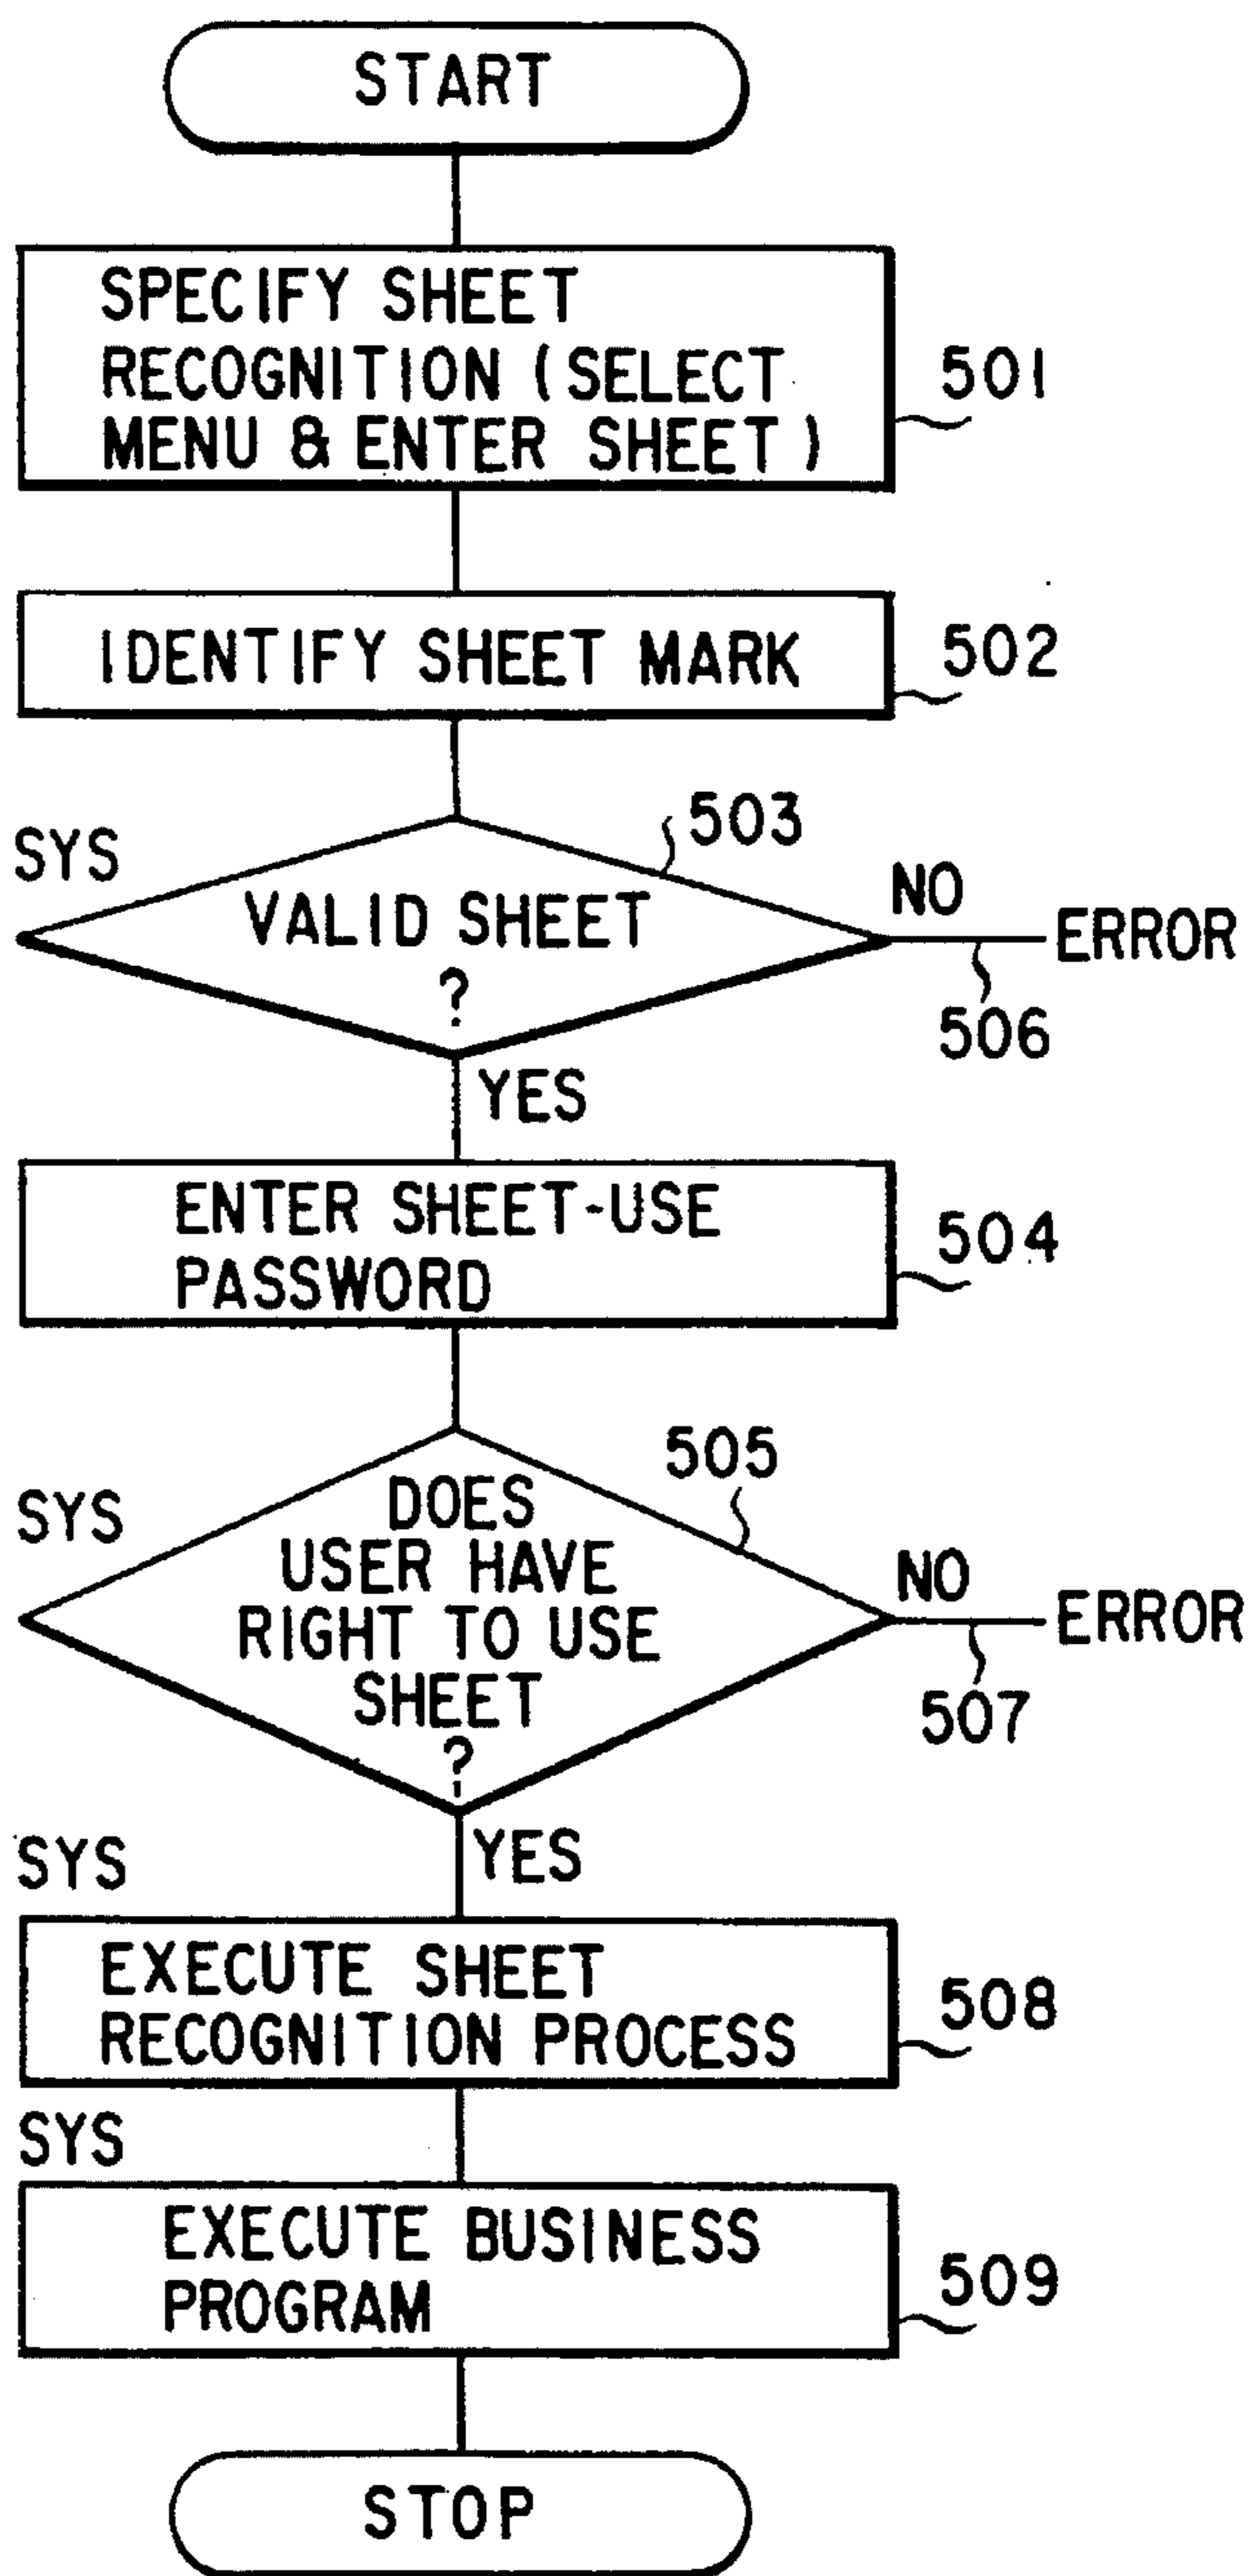 START
SPECIFY SHEET
RECOGNITION (SELECT
MENU & ENTER SHEET)
501
IDENTIFY SHEET MARK
502
SYS
503
VALID SHEET
?
NO
ERROR
506
YES
ENTER SHEET-USE
PASSWORD
504
SYS
505
DOES
USER HAVE
RIGHT TO USE
SHEET
?
NO
ERROR
507
SYS
YES
EXECUTE SHEET
RECOGNITION PROCESS
508
SYS
EXECUTE BUSINESS
PROGRAM
509
STOP